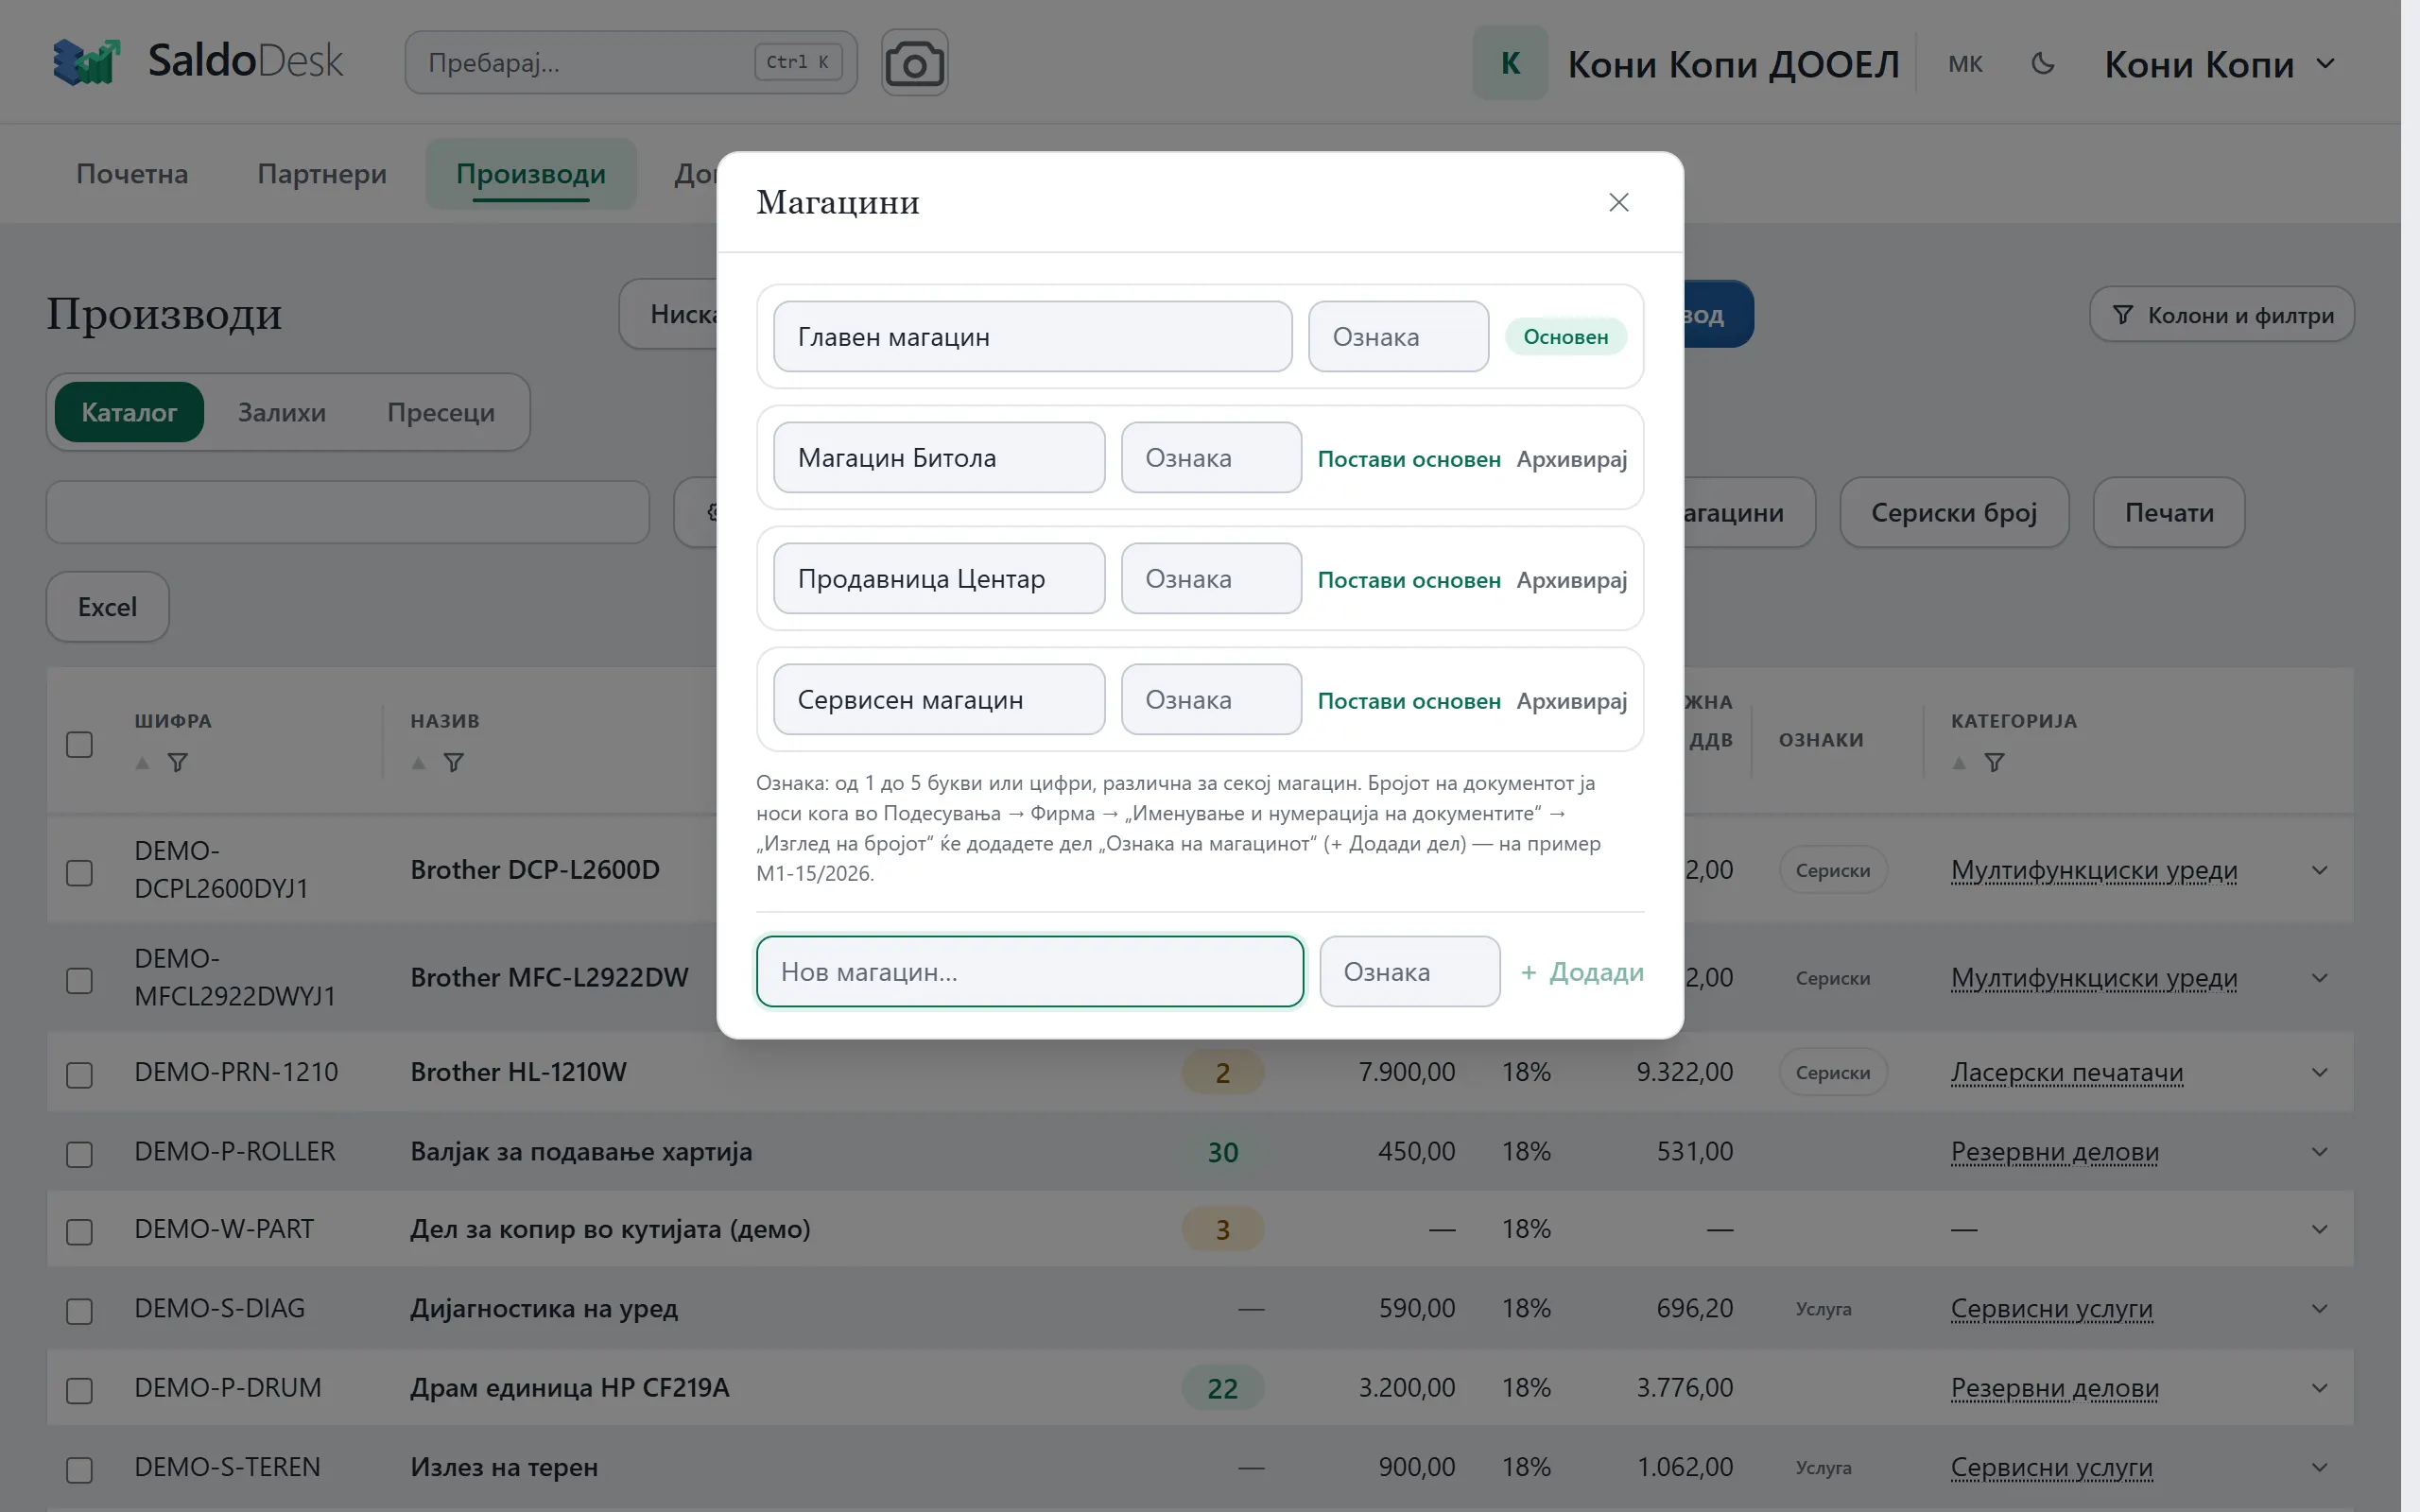 SaldoDesk
Пребарај... Ctrl K
К Кони Копи ДООЕЛ МК Кони Копи
Почетна Партнери Производи
Производи
Колони и филтри
Каталог Залихи Пресеци
Сериски број Печати
Excel
Магацини
Главен магацин Ознака Основен
Магацин Битола Ознака Постави основен Архивирај
Продавница Центар Ознака Постави основен Архивирај
Сервисен магацин Ознака Постави основен Архивирај
Ознака: од 1 до 5 букви или цифри, различна за секој магацин. Бројот на документот ја
носи кога во Подесувања → Фирма → „Именување и нумерација на документите“ →
„Изглед на бројот“ ќе додадете дел „Ознака на магацинот“ (+ Додади дел) — на пример
М1-15/2026.
Нов магацин... Ознака + Додади
ШИФРА НАЗИВ ДДВ ОЗНАКИ КАТЕГОРИЈА
DEMO-
DCPL2600DYJ1 Brother DCP-L2600D 2,00 Сериски Мултифункциски уреди
DEMO-
MFCL2922DWYJ1 Brother MFC-L2922DW 2,00 Сериски Мултифункциски уреди
DEMO-PRN-1210 Brother HL-1210W 2 7.900,00 18% 9.322,00 Сериски Ласерски печатачи
DEMO-P-ROLLER Валјак за подавање хартија 30 450,00 18% 531,00 Резервни делови
DEMO-W-PART Дел за копир во кутијата (демо) 3 — 18% — —
DEMO-S-DIAG Дијагностика на уред — 590,00 18% 696,20 Услуга Сервисни услуги
DEMO-P-DRUM Драм единица HP CF219A 22 3.200,00 18% 3.776,00 Резервни делови
DEMO-S-TEREN Излез на терен — 900,00 18% 1.062,00 Услуга Сервисни услуги